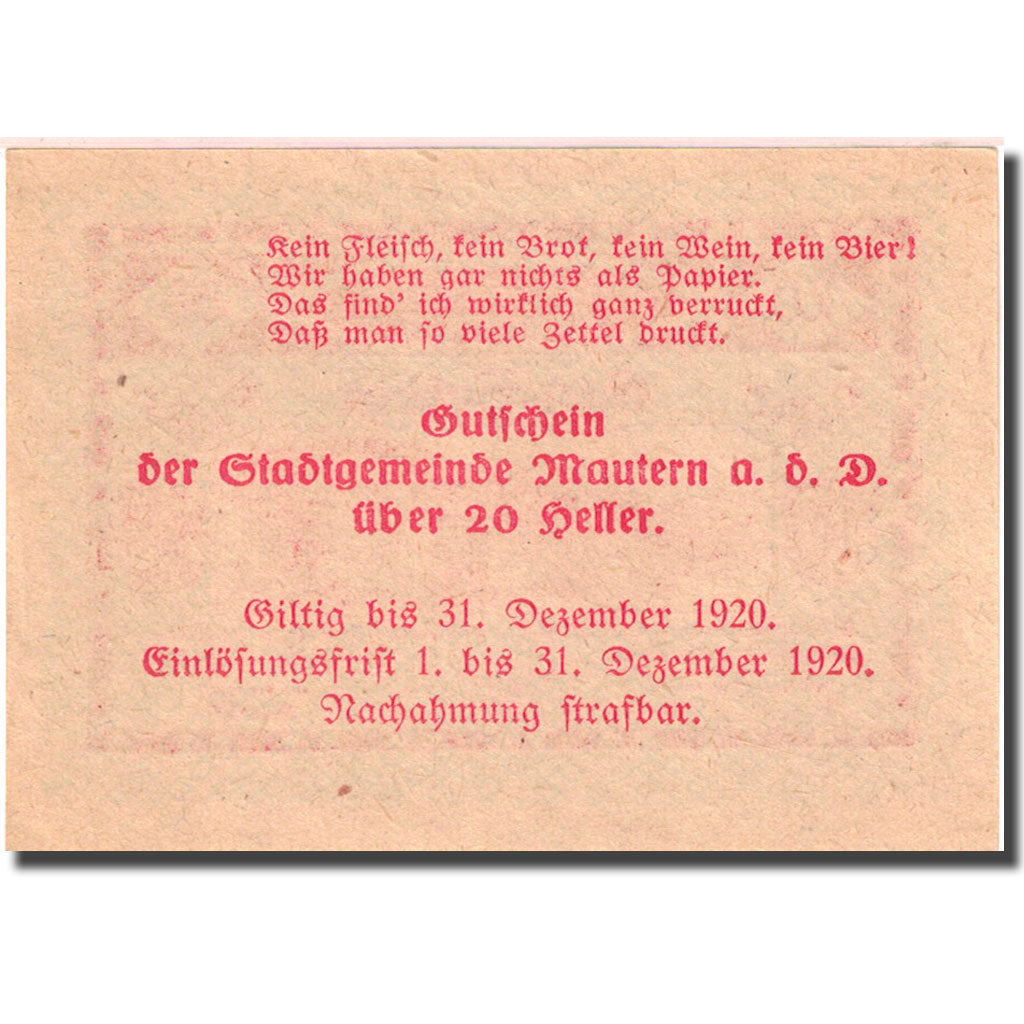 Kein Fleisch, kein Brot, kein Wein, kein Bier!
Wir haben gar nichts als Papier.
Das find' ich wirklich ganz verruckt,
Daß man so viele Zettel druckt.
Gutschein
der Stadtgemeinde Mautern a. d. D.
über 20 Heller.
Giltig bis 31. Dezember 1920.
Einlösungsfrist 1. bis 31. Dezember 1920.
Nachahmung strafbar.